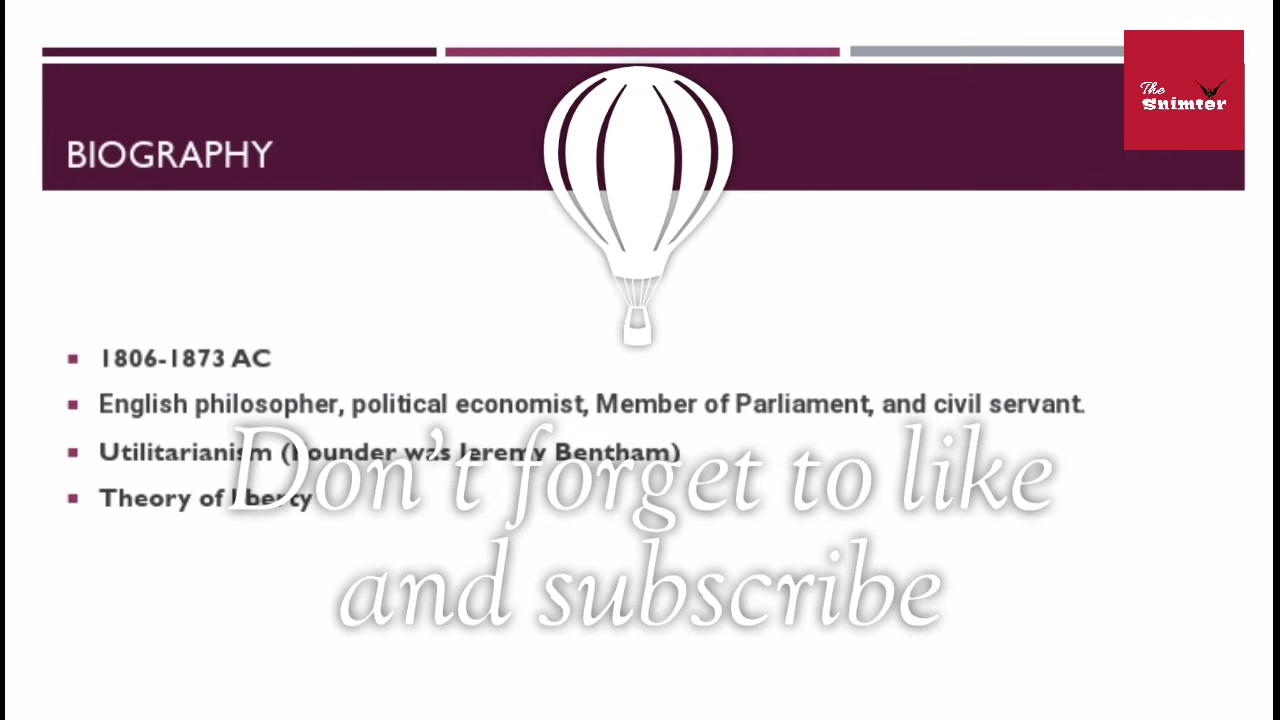 The
Snimter
BIOGRAPHY
1806-1873 AC
English philosopher, political economist, Member of Parliament, and civil servant.
Utilitarianism (Founder was Jeremy Bentham)
Theory of liberty
Don't forget to like
and subscribe